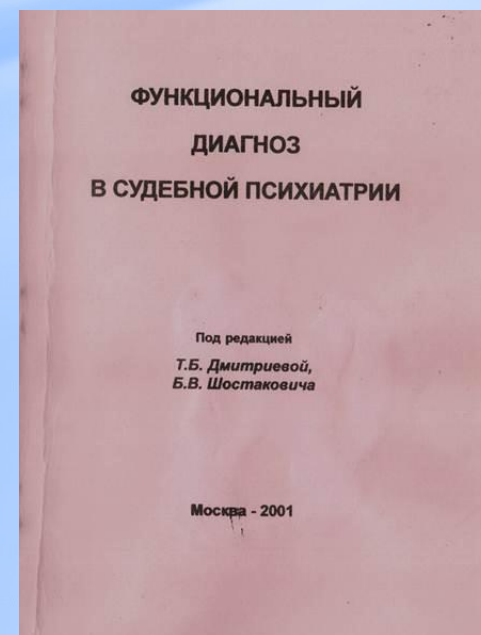 ФУНКЦИОНАЛЬНЫЙ
ДИАГНОЗ
В СУДЕБНОЙ ПСИХИАТРИИ
Под редакцией
Т.Б. Дмитриевой,
Б.В. Шостаковича
Москва - 2001